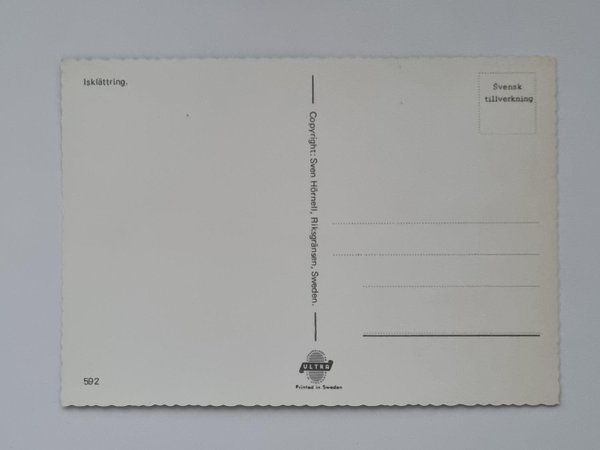 Isklättring.
Svensk
tillverkning
Copyright: Sven Hörnell, Riksgränsen, Sweden.
592
ULTRA
Printed in Sweden